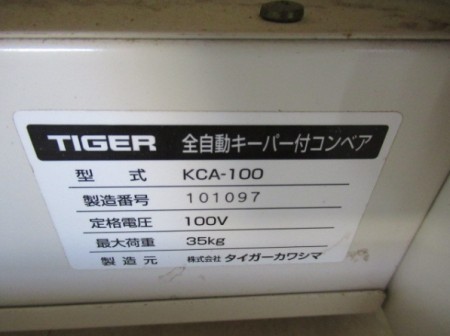 TIGER 全自動キーパー付コンベア
型式 KCA-100
製造番号 101097
定格電圧 100V
最大荷重 35kg
製造元 株式会社 タイガーカワシマ